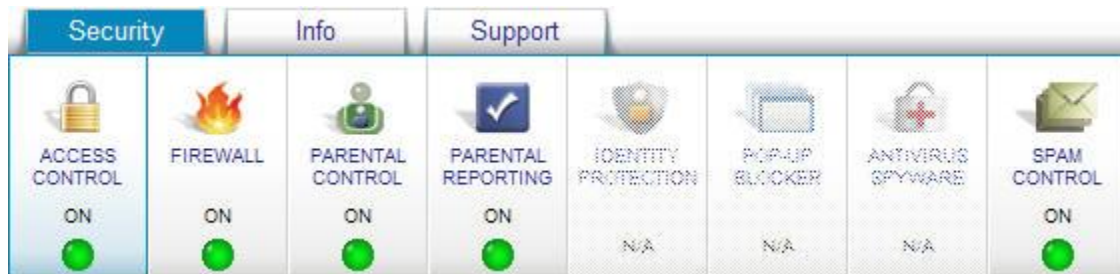 Security
Info
Support
ACCESS
CONTROL
ON
FIREWALL
ON
PARENTAL
CONTROL
ON
PARENTAL
REPORTING
ON
IDENTITY
PROTECTION
N/A
POP-UP
BLOCKER
N/A
ANTIVIRUS
SPYWARE
N/A
SPAM
CONTROL
ON